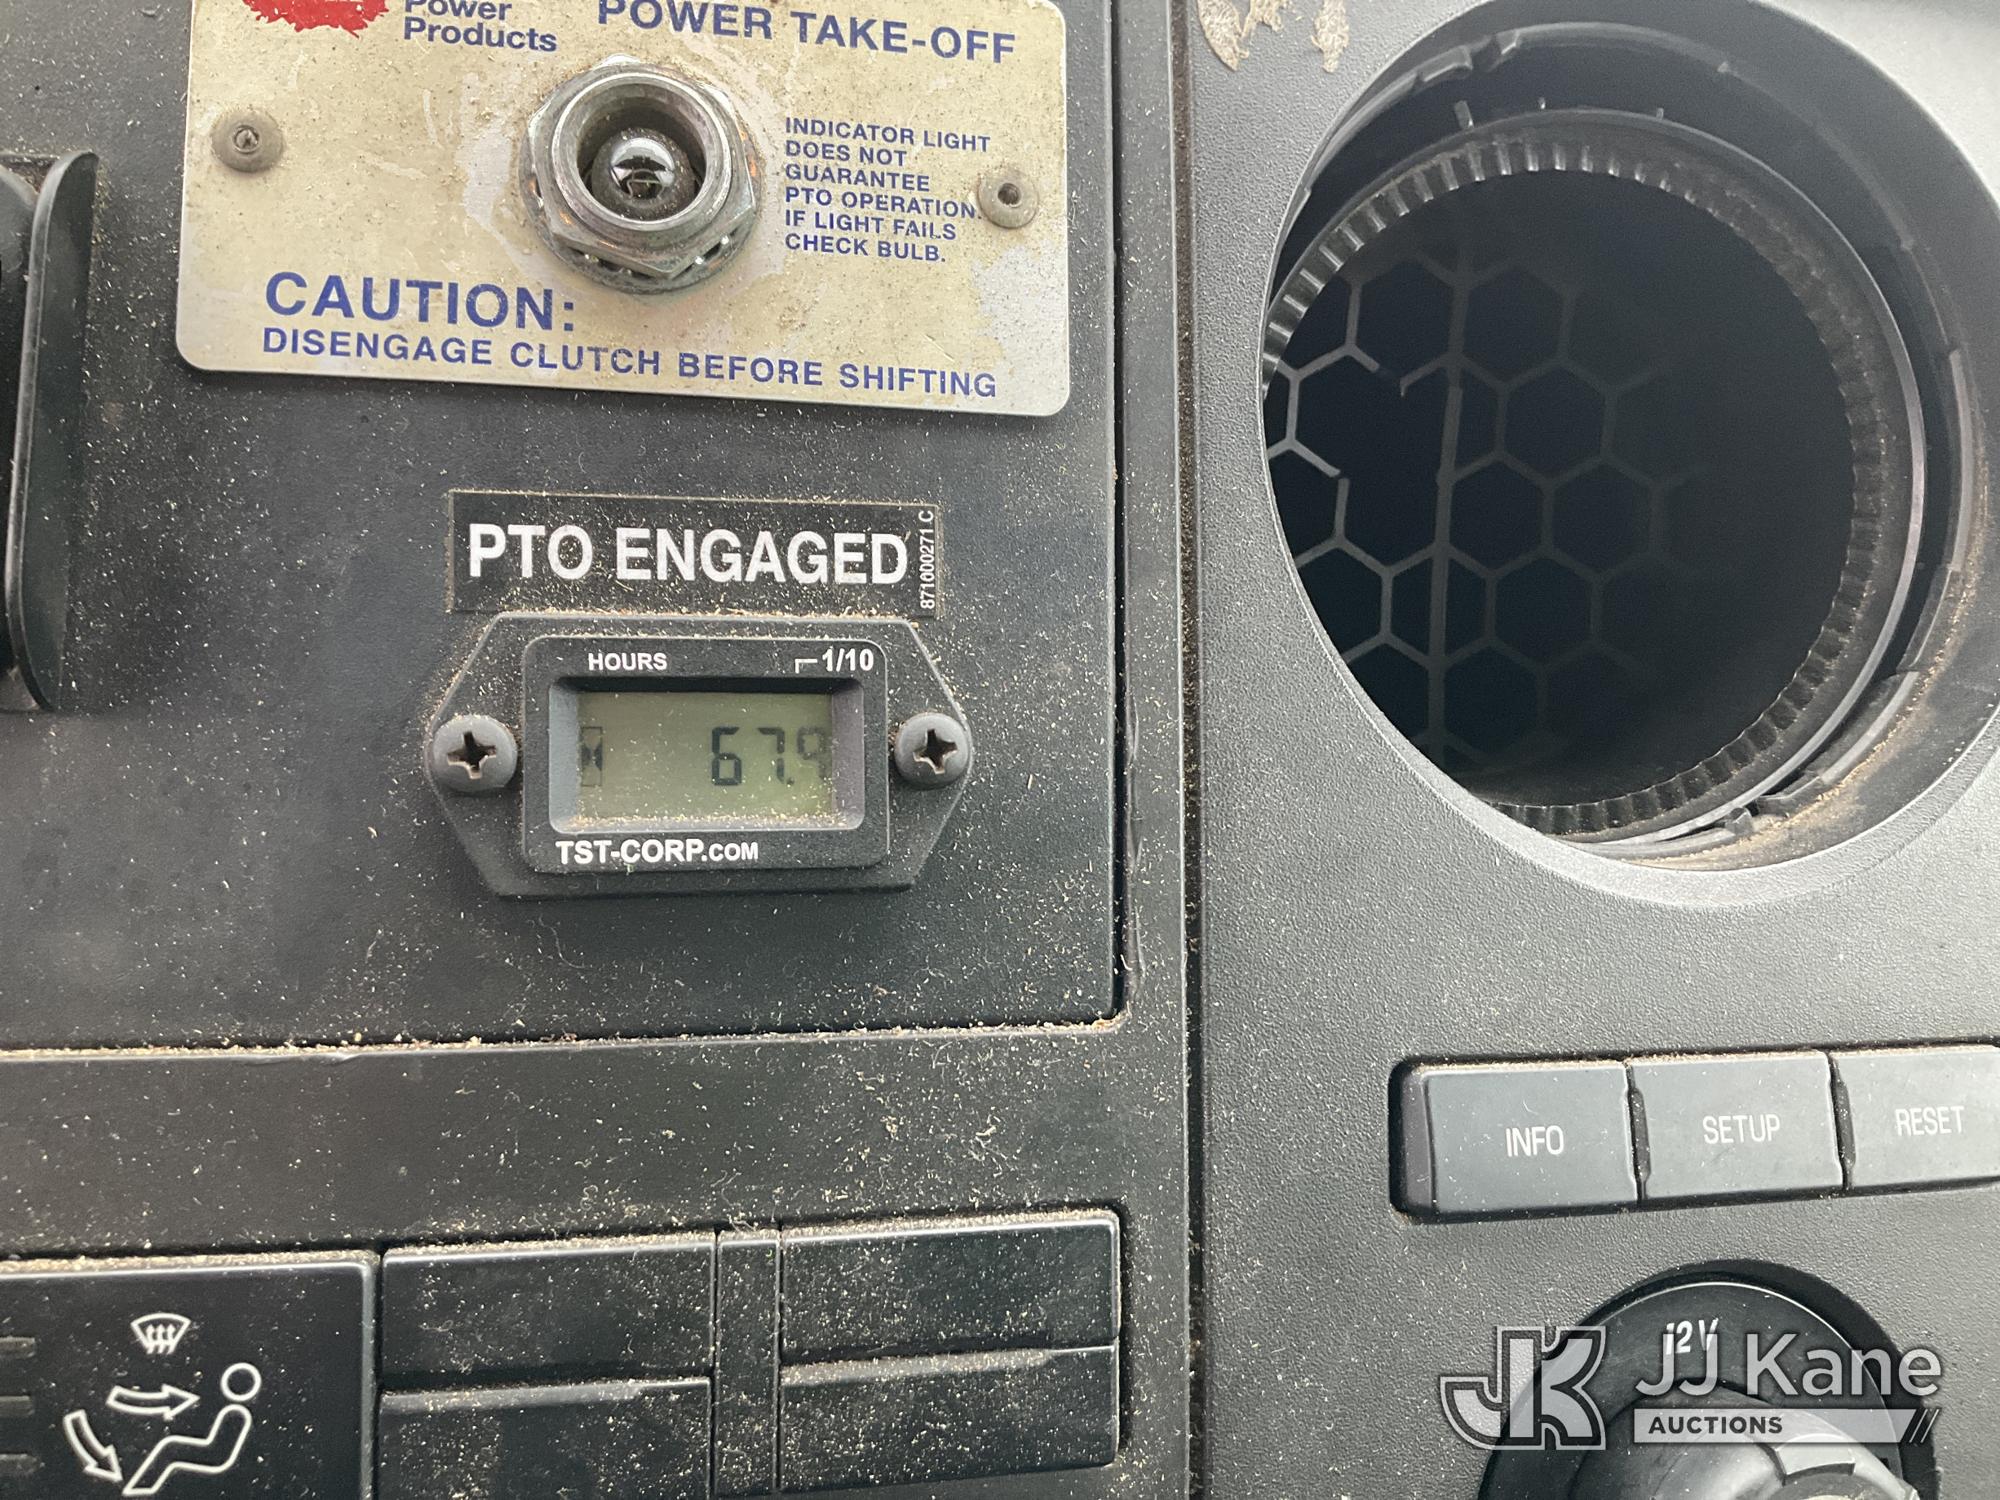 Power
Products
POWER TAKE-OFF
INDICATOR LIGHT
DOES NOT
GUARANTEE
PTO OPERATION.
IF LIGHT FAILS
CHECK BULB.
CAUTION:
DISENGAGE CLUTCH BEFORE SHIFTING
PTO ENGAGED
871000271 C
HOURS 1/10
67.9
TST-CORP.COM
INFO SETUP RESET
12V
JK JJ Kane
AUCTIONS